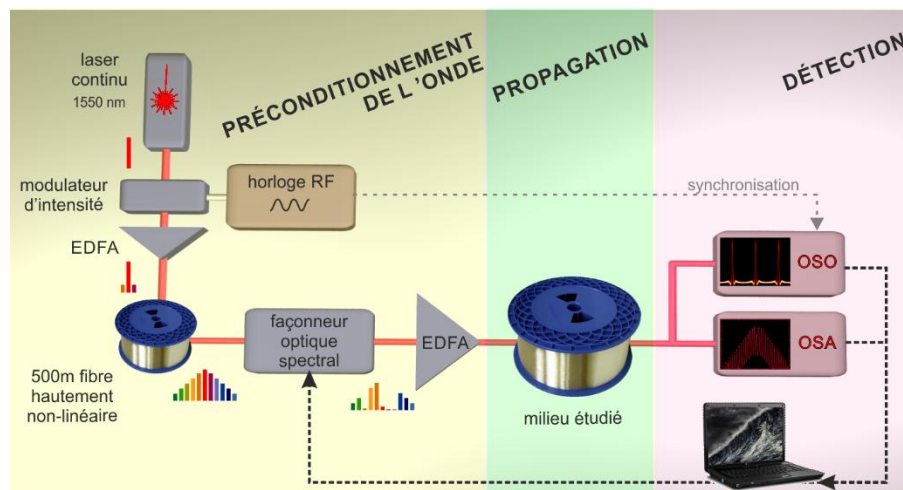 laser
continu
1550 nm
PRÉCONDITIONNEMENT
DE L'ONDE
PROPAGATION
DÉTECTION
modulateur
d'intensité
horloge RF
synchronisation
EDFA
OSO
façonneur
optique
spectral
EDFA
OSA
500m fibre
hautement
non-linéaire
milieu étudié